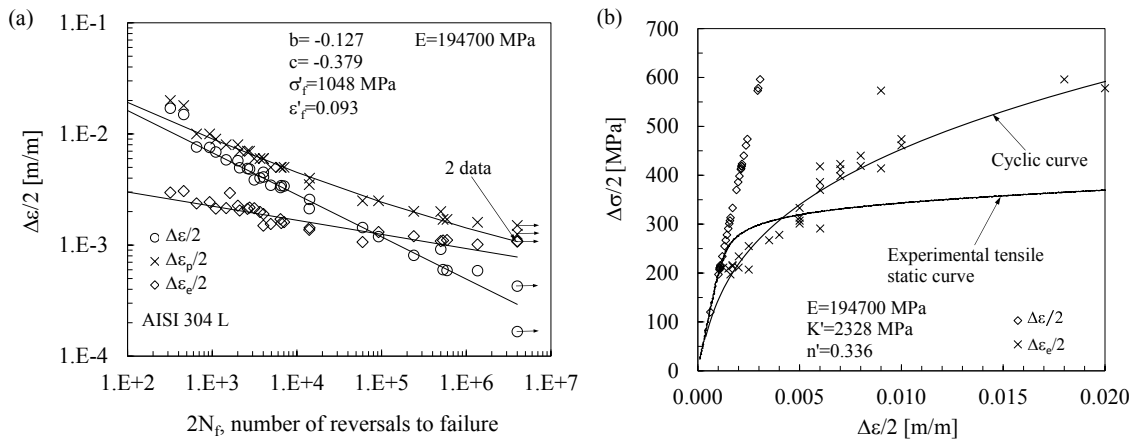 (a)
1.E-1
1.E-2
1.E-3
1.E-4
Δε/2 [m/m]
b= -0.127
c= -0.379
σ'f=1048 MPa
ε'f=0.093
E=194700 MPa
2 data
Δε/2
Δεp/2
Δεe/2
AISI 304 L
1.E+2 1.E+3 1.E+4 1.E+5 1.E+6 1.E+7
2Nf, number of reversals to failure
(b)
700
600
500
400
300
200
100
0
Δσ/2 [MPa]
Cyclic curve
Experimental tensile
static curve
E=194700 MPa
K'=2328 MPa
n'=0.336
Δε/2
Δεe/2
0.000 0.005 0.010 0.015 0.020
Δε/2 [m/m]